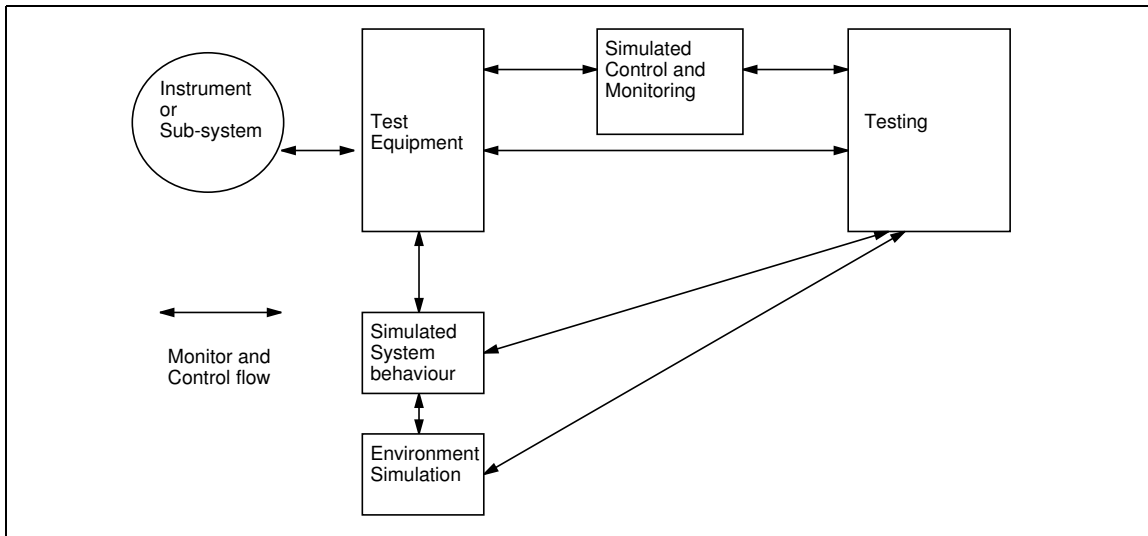 Instrument
or
Sub-system
Test
Equipment
Simulated
Control and
Monitoring
Testing
Monitor and
Control flow
Simulated
System
behaviour
Environment
Simulation